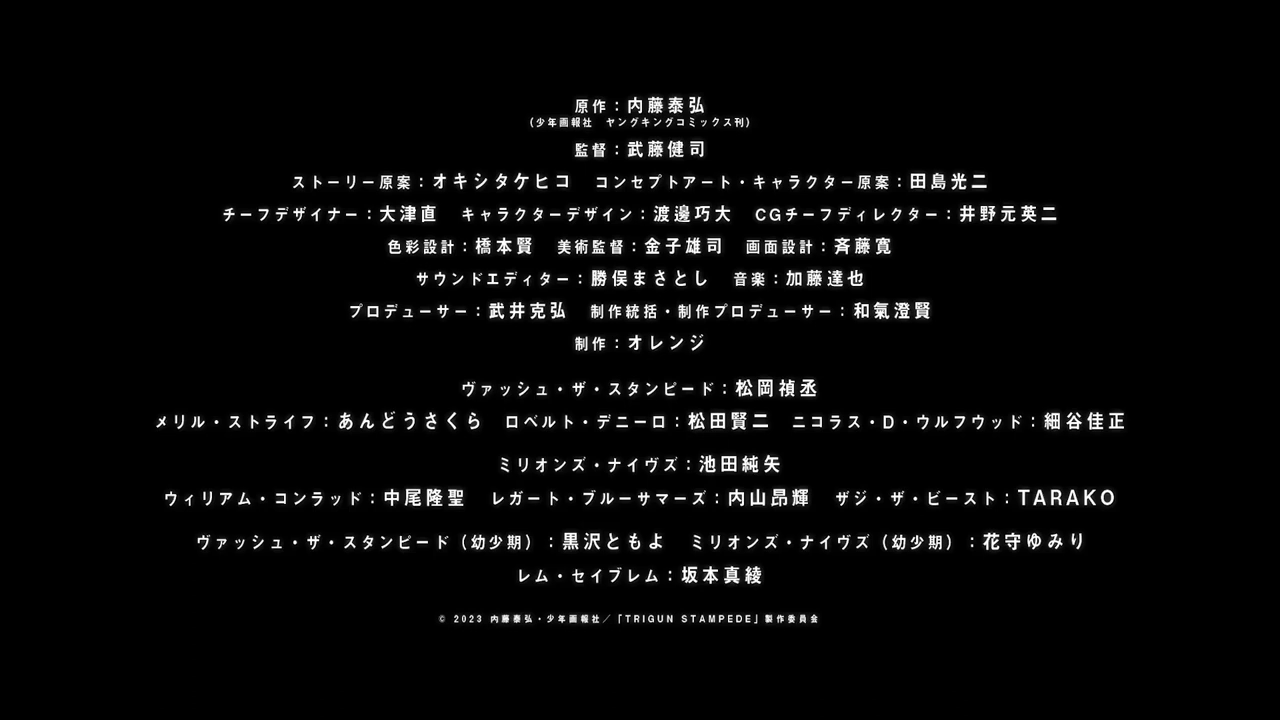 原作：内藤泰弘
（少年画報社　ヤングキングコミックス刊）
監督：武藤健司
ストーリー原案：オキシタケヒコ　コンセプトアート・キャラクター原案：田島光二
チーフデザイナー：大津直　キャラクターデザイン：渡邊巧大　CGチーフディレクター：井野元英二
色彩設計：橋本賢　美術監督：金子雄司　画面設計：斉藤寛
サウンドエディター：勝俣まさとし　音楽：加藤達也
プロデューサー：武井克弘　制作統括・制作プロデューサー：和氣澄賢
制作：オレンジ
ヴァッシュ・ザ・スタンピード：松岡禎丞
メリル・ストライフ：あんどうさくら　ロベルト・デニーロ：松田賢二　ニコラス・D・ウルフウッド：細谷佳正
ミリオンズ・ナイヴズ：池田純矢
ウィリアム・コンラッド：中尾隆聖　レガート・ブルーサマーズ：内山昂輝　ザジ・ザ・ビースト：TARAKO
ヴァッシュ・ザ・スタンピード（幼少期）：黒沢ともよ　ミリオンズ・ナイヴズ（幼少期）：花守ゆみり
レム・セイブレム：坂本真綾
© 2023 内藤泰弘・少年画報社／「TRIGUN STAMPEDE」製作委員会